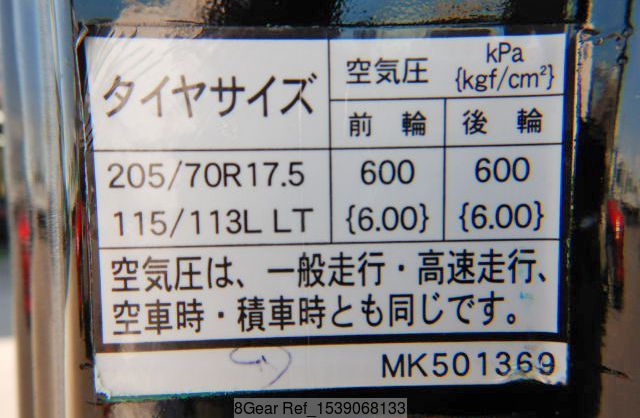 タイヤサイズ 空気圧 kPa
{kgf/cm²}
前輪 後輪
205/70R17.5 600 600
115/113L LT {6.00} {6.00}
空気圧は、一般走行・高速走行、
空車時・積車時とも同じです。
MK501369
8Gear Ref_1539068133